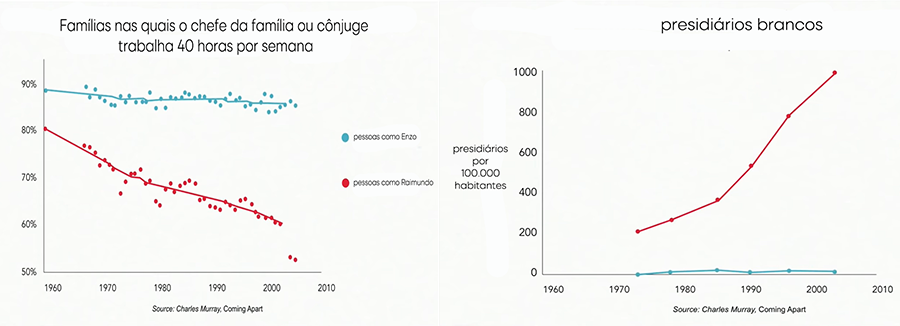 Famílias nas quais o chefe da família ou cônjuge
trabalha 40 horas por semana
90%
80%
70%
60%
50%
1960
1970
1980
1990
2000
2010
pessoas como Enzo
pessoas como Raimundo
Source: Charles Murray, Coming Apart
presidiários brancos
1000
800
600
400
200
0
presidiários
por
100.000
habitantes
1960
1970
1980
1990
2000
2010
Source: Charles Murray, Coming Apart